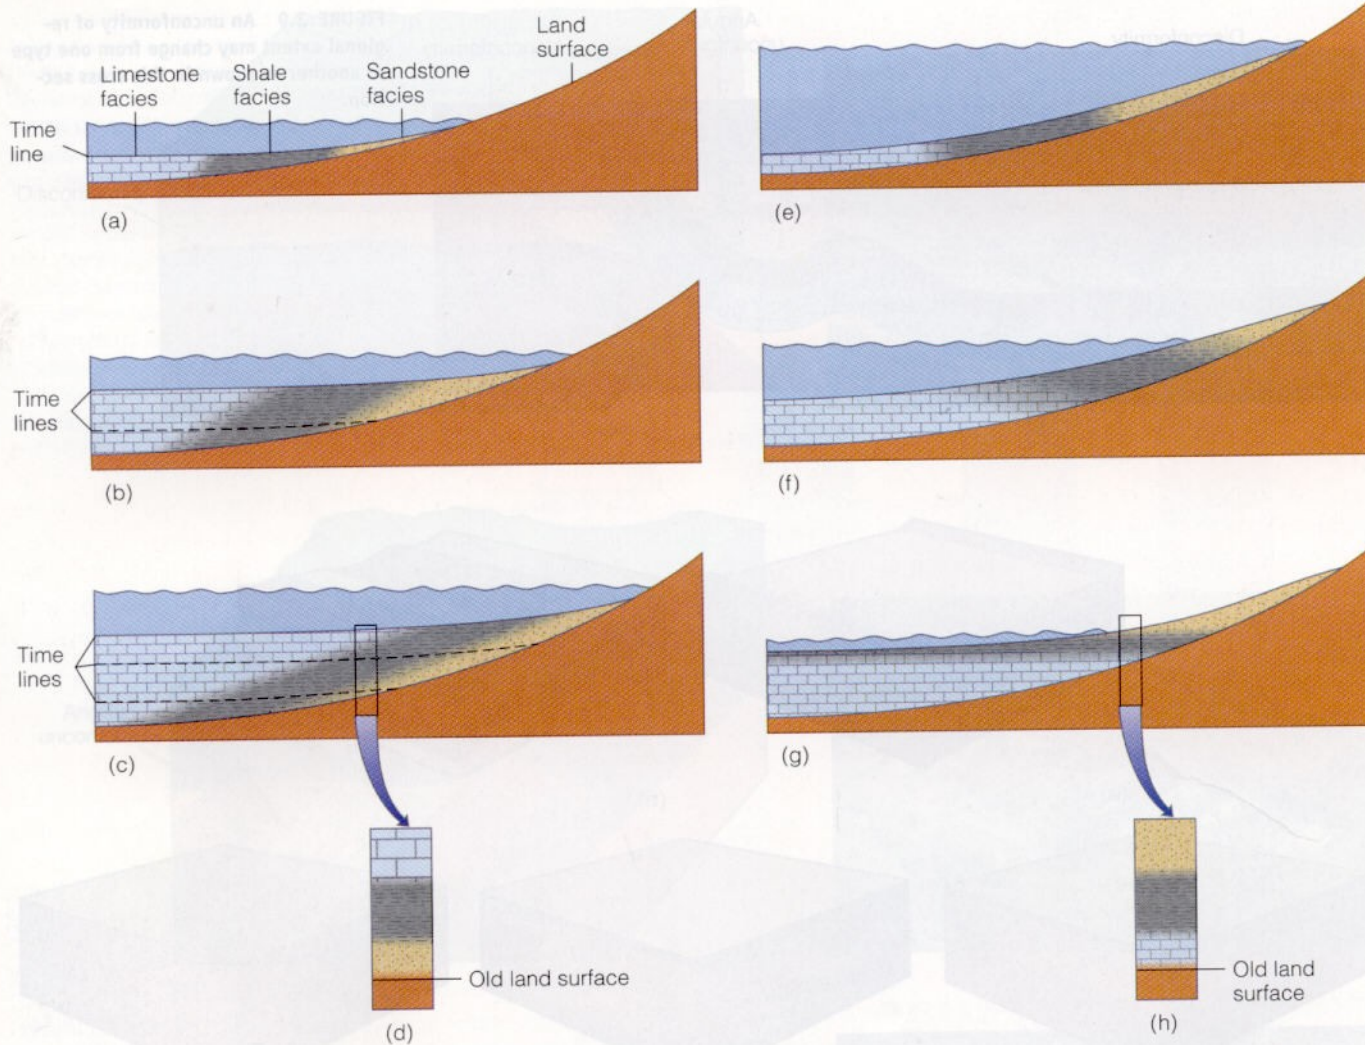 Land
surface
Limestone
facies
Shale
facies
Sandstone
facies
Time
line
(a)
(e)
Time
lines
(b)
(f)
Time
lines
(c)
(g)
Old land surface
(d)
Old land
surface
(h)